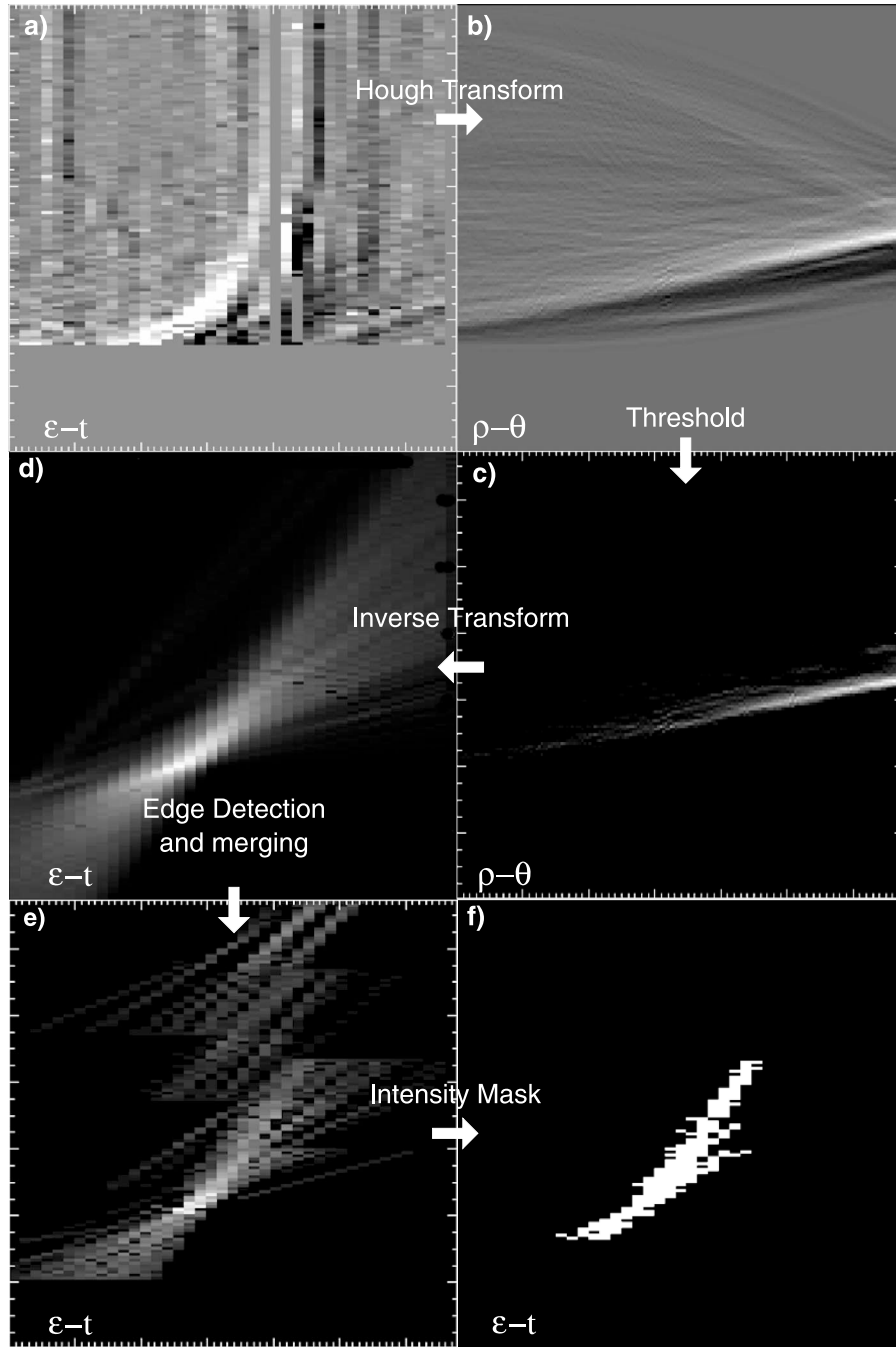 a)
b)
Hough Transform
ε–t
ρ–θ
Threshold
d)
c)
Inverse Transform
Edge Detection
and merging
ε–t
ρ–θ
e)
f)
Intensity Mask
ε–t
ε–t